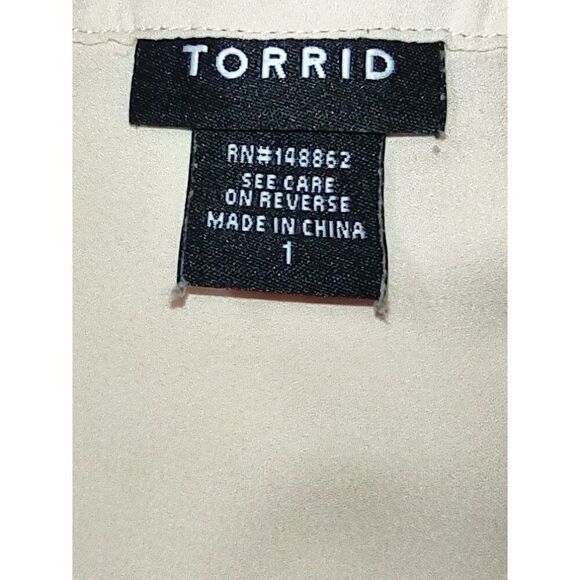 TORRID
RN#148862
SEE CARE
ON REVERSE
MADE IN CHINA
1